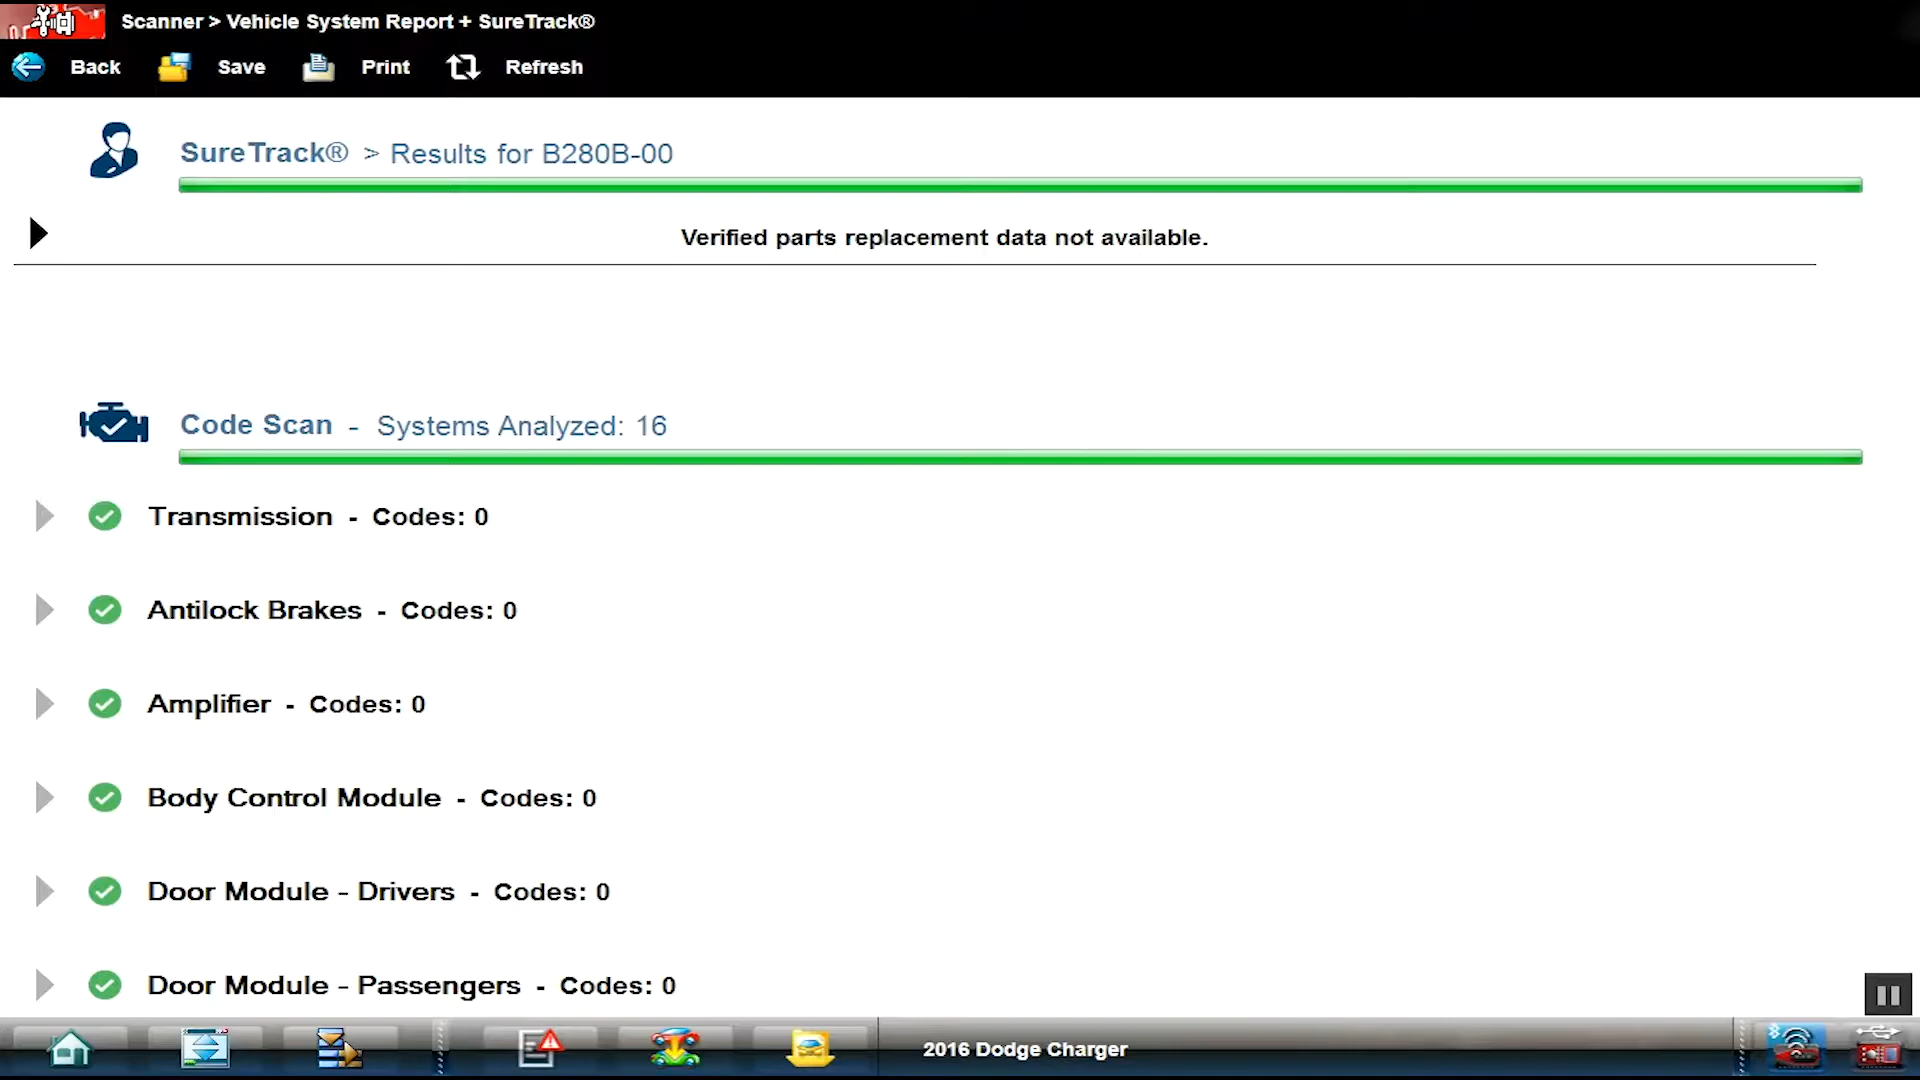 Scanner > Vehicle System Report + SureTrack®
Back Save Print Refresh
SureTrack® > Results for B280B-00
Verified parts replacement data not available.
Code Scan - Systems Analyzed: 16
Transmission - Codes: 0
Antilock Brakes - Codes: 0
Amplifier - Codes: 0
Body Control Module - Codes: 0
Door Module - Drivers - Codes: 0
Door Module - Passengers - Codes: 0
2016 Dodge Charger